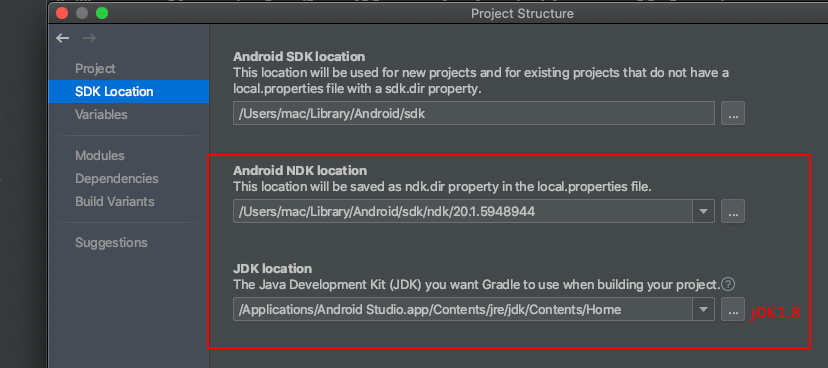 Project Structure
Project
SDK Location
Variables
Modules
Dependencies
Build Variants
Suggestions
Android SDK location
This location will be used for new projects and for existing projects that do not have a
local.properties file with a sdk.dir property.
/Users/mac/Library/Android/sdk
...
Android NDK location
This location will be saved as ndk.dir property in the local.properties file.
/Users/mac/Library/Android/sdk/ndk/20.1.5948944
...
JDK location
The Java Development Kit (JDK) you want Gradle to use when building your project.?
/Applications/Android Studio.app/Contents/jre/jdk/Contents/Home
...
jDK1.8